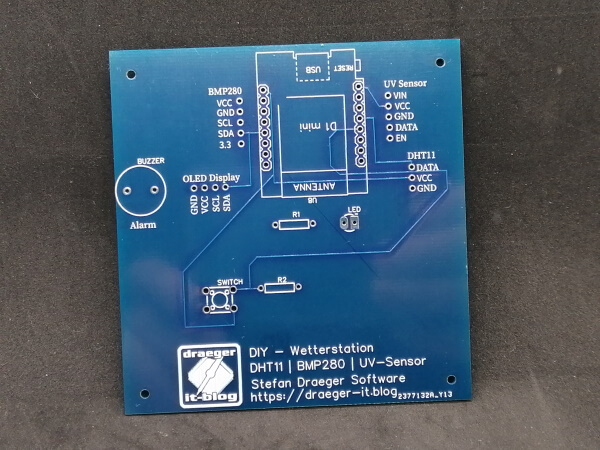 USB
RESET
D1 mini
ANTENNA
U6
BMP280
VCC
GND
SCL
SDA
3.3
UV Sensor
VIN
VCC
GND
DATA
EN
DHT11
DATA
VCC
GND
BUZZER
Alarm
OLED Display
GND
VCC
SCL
SDA
R1
LED
SWITCH
R2
draeger
it-blog
DIY - Wetterstation
DHT11 | BMP280 | UV-Sensor
Stefan Draeger Software
https://draeger-it.blog
2377132A_Y13